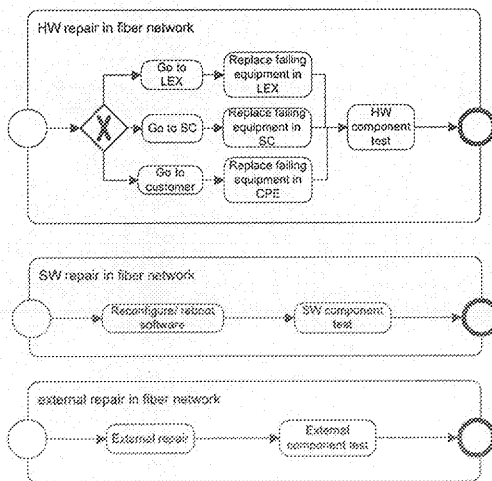 HW repair in fiber network
Go to
LEX
Replace failing
equipment in
LEX
X
Go to SC
Replace failing
equipment in
SC
HW
component
test
Go to
customer
Replace failing
equipment in
CPE
SW repair in fiber network
Reconfigure/ reboot
software
SW component
test
external repair in fiber network
External repair
External
component test